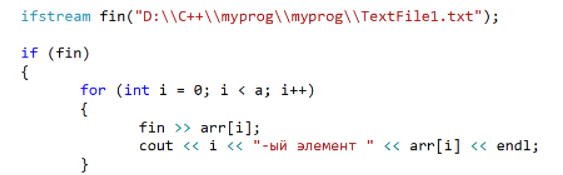 ifstream fin("D:\\C++\\myprog\\myprog\\TextFile1.txt");
if (fin)
{
for (int i = 0; i < a; i++)
{
fin >> arr[i];
cout << i << "-ый элемент " << arr[i] << endl;
}